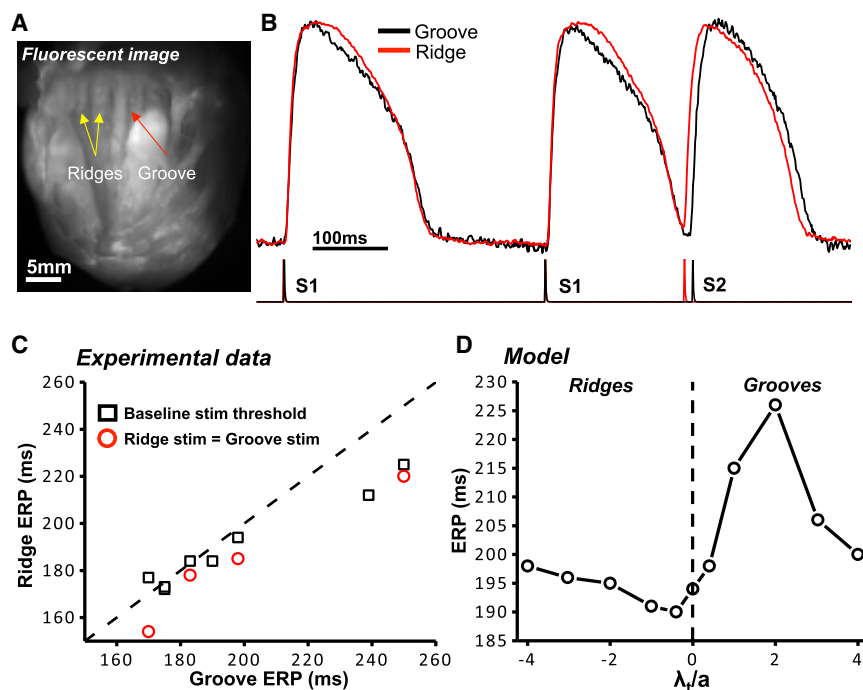 A
Fluorescent image
Ridges
Groove
5mm
B
Groove
Ridge
100ms
S1
S1
S2
C
Experimental data
260
240
220
200
180
160
Ridge ERP (ms)
Baseline stim threshold
Ridge stim = Groove stim
160 180 200 220 240 260
Groove ERP (ms)
D
Model
Ridges
Grooves
230
225
220
215
210
205
200
195
190
185
ERP (ms)
-4 -2 0 2 4
λt/a